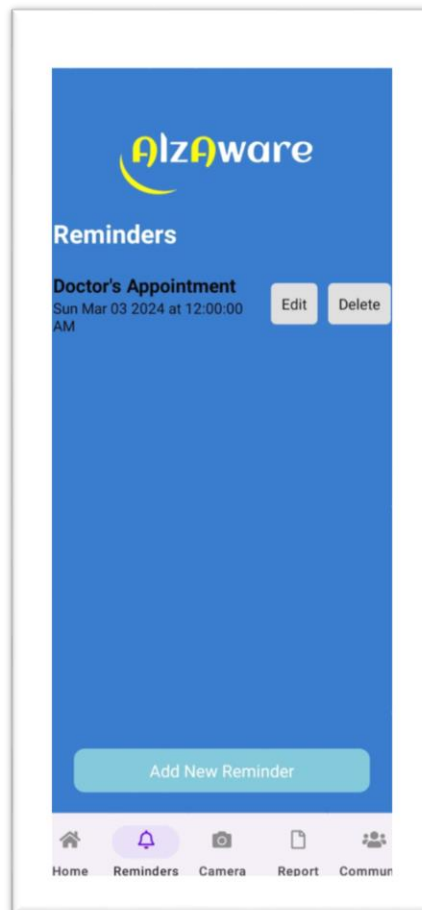 AlzAware
Reminders
Doctor's Appointment
Sun Mar 03 2024 at 12:00:00
AM
Edit
Delete
Add New Reminder
Home Reminders Camera Report Commun